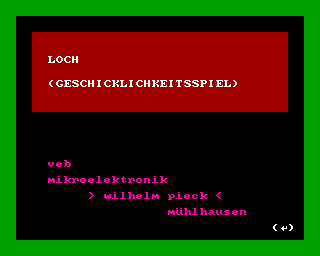 LOCH
(GESCHICKLICHKEITSSPIEL)
veb
mikroelektronik
> wilhelm pieck <
mühlhausen
(↵)